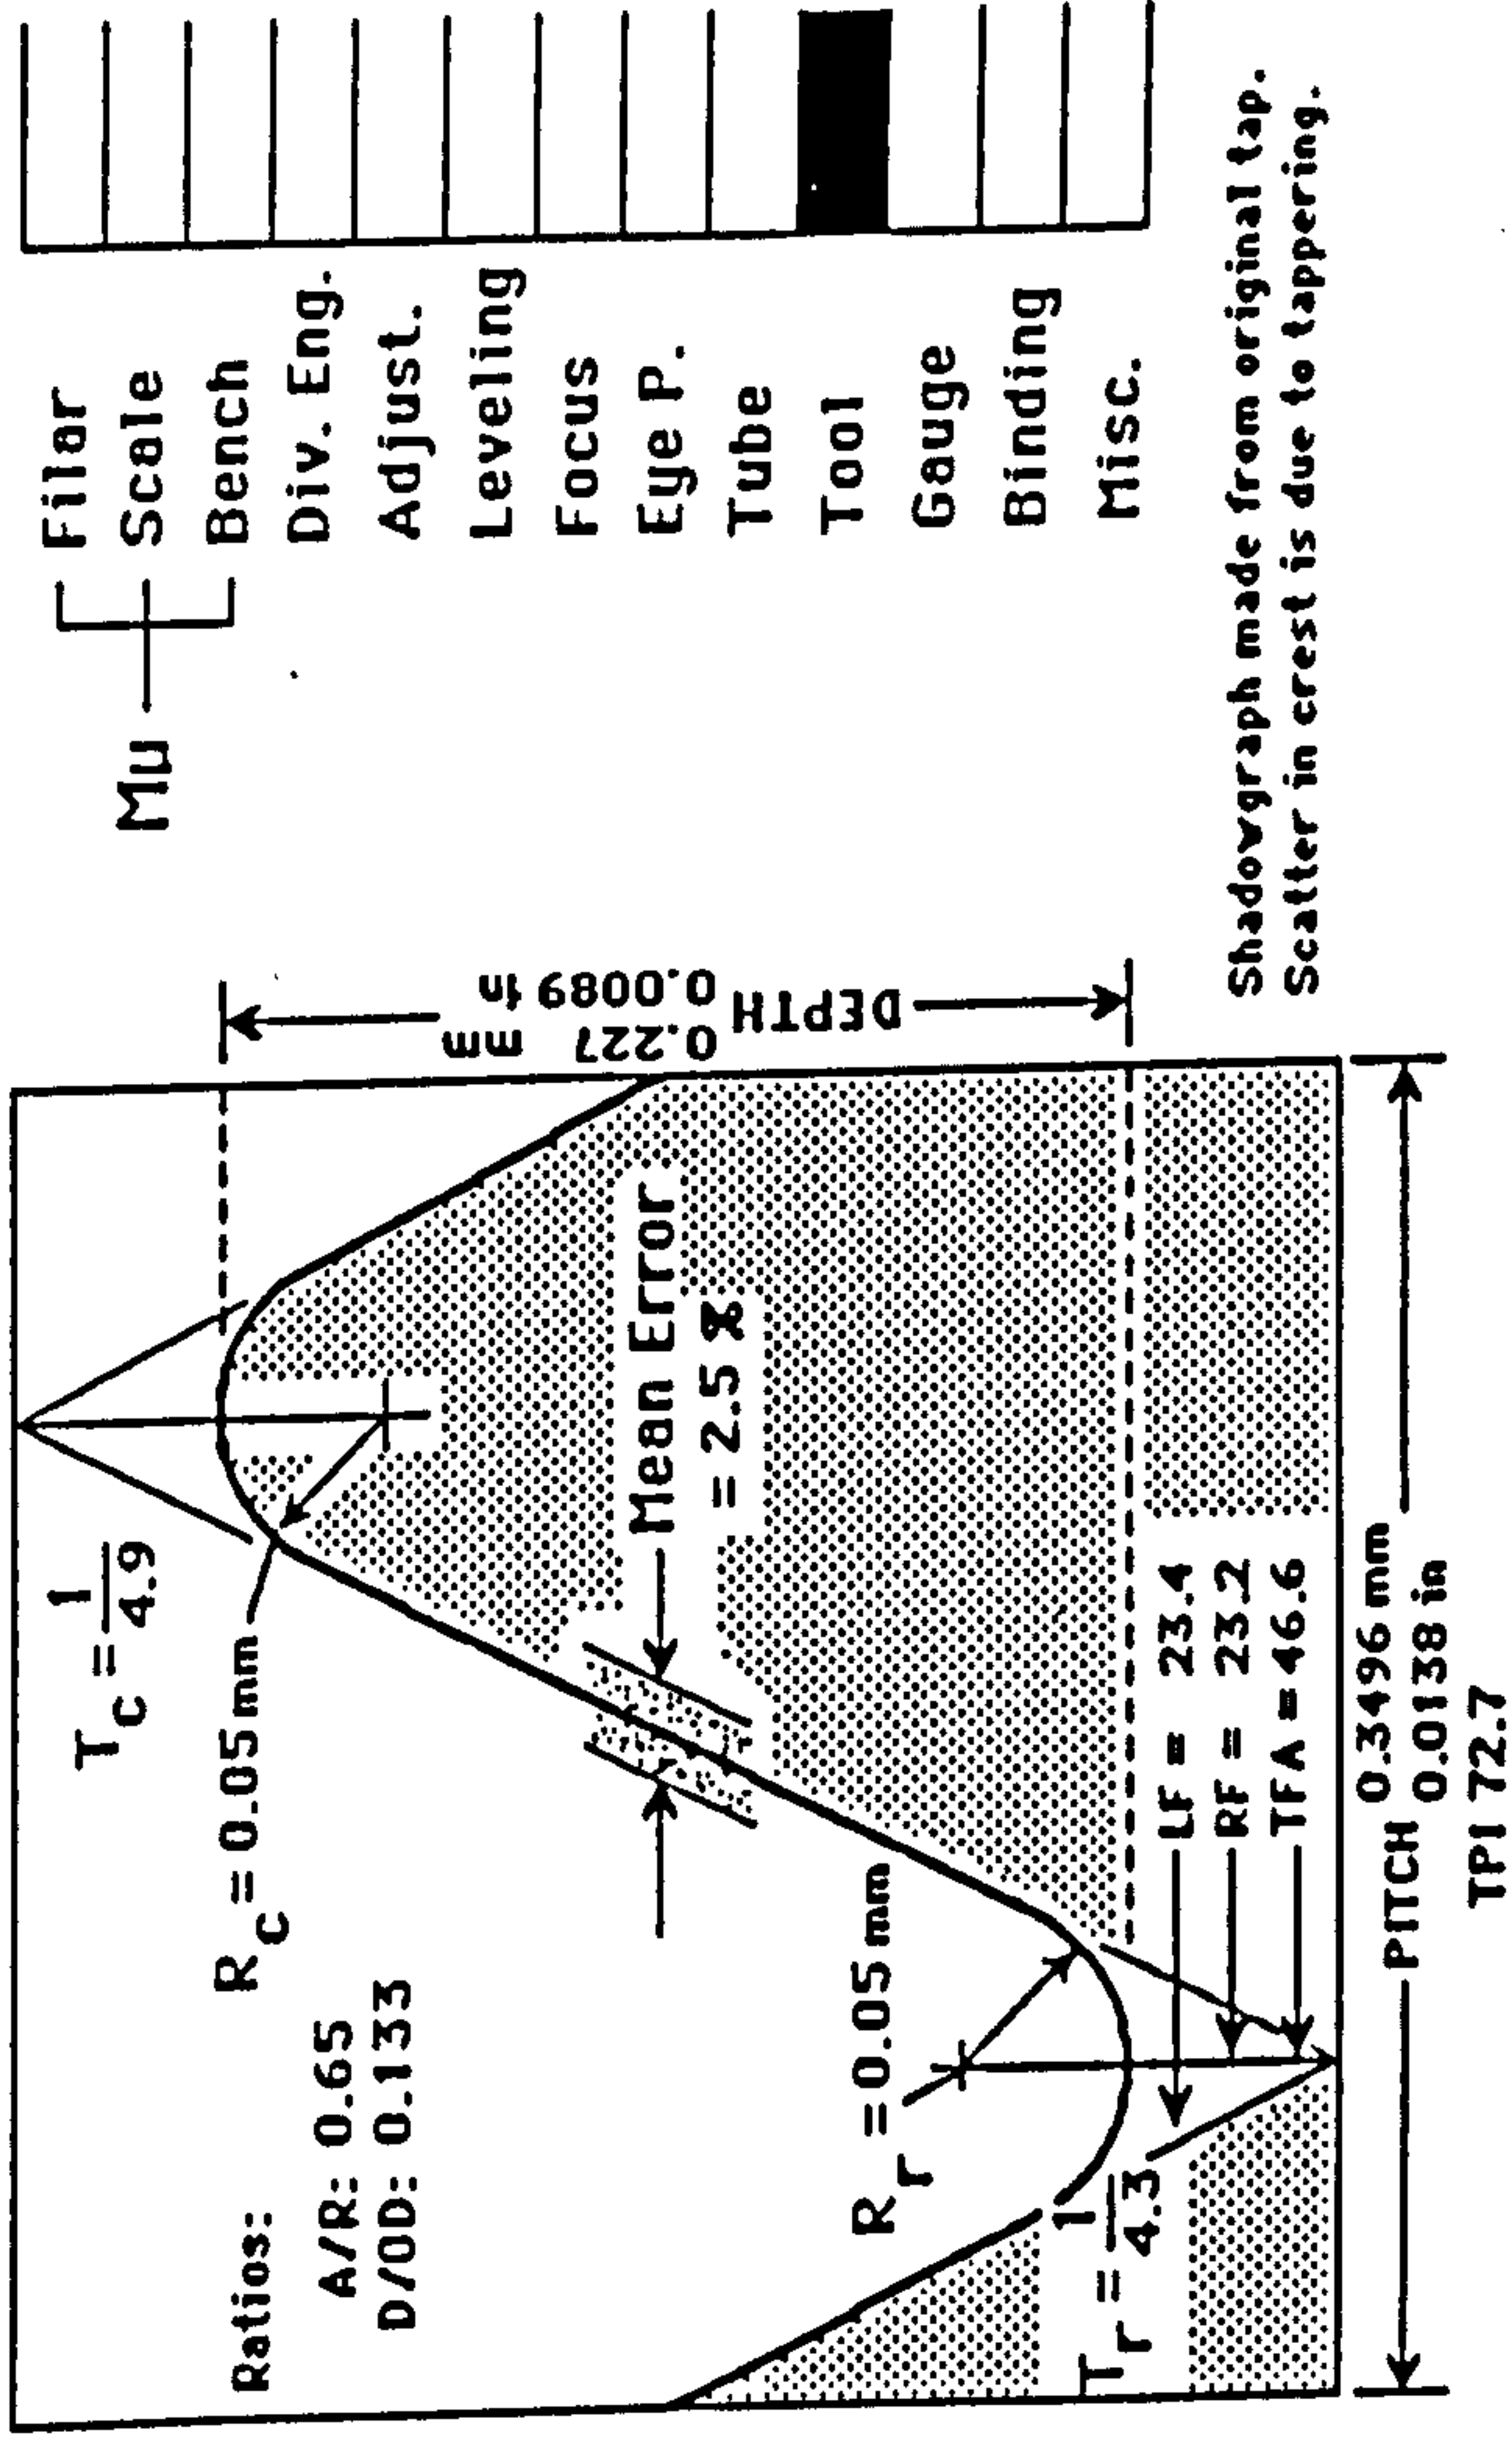 T_c = 1/4.9
R_c = 0.05 mm
Ratios:
A/R: 0.65
D/OD: 0.133
Mean Error
= 2.5 %
R_r = 0.05 mm
T_r = 1/4.3
LF = 23.4
RF = 23.2
TFA = 46.6
PITCH 0.3496 mm
0.0138 in
TPI 72.7
DEPTH 0.227 mm
0.0089 in
Mμ
Filar
Scale
Bench
Div. Eng.
Adjust.
Leveling
Focus
Eye P.
Tube
Tool
Gauge
Binding
Misc.
Shadowgraph made from original tap.
Scatter in crest is due to tappering.